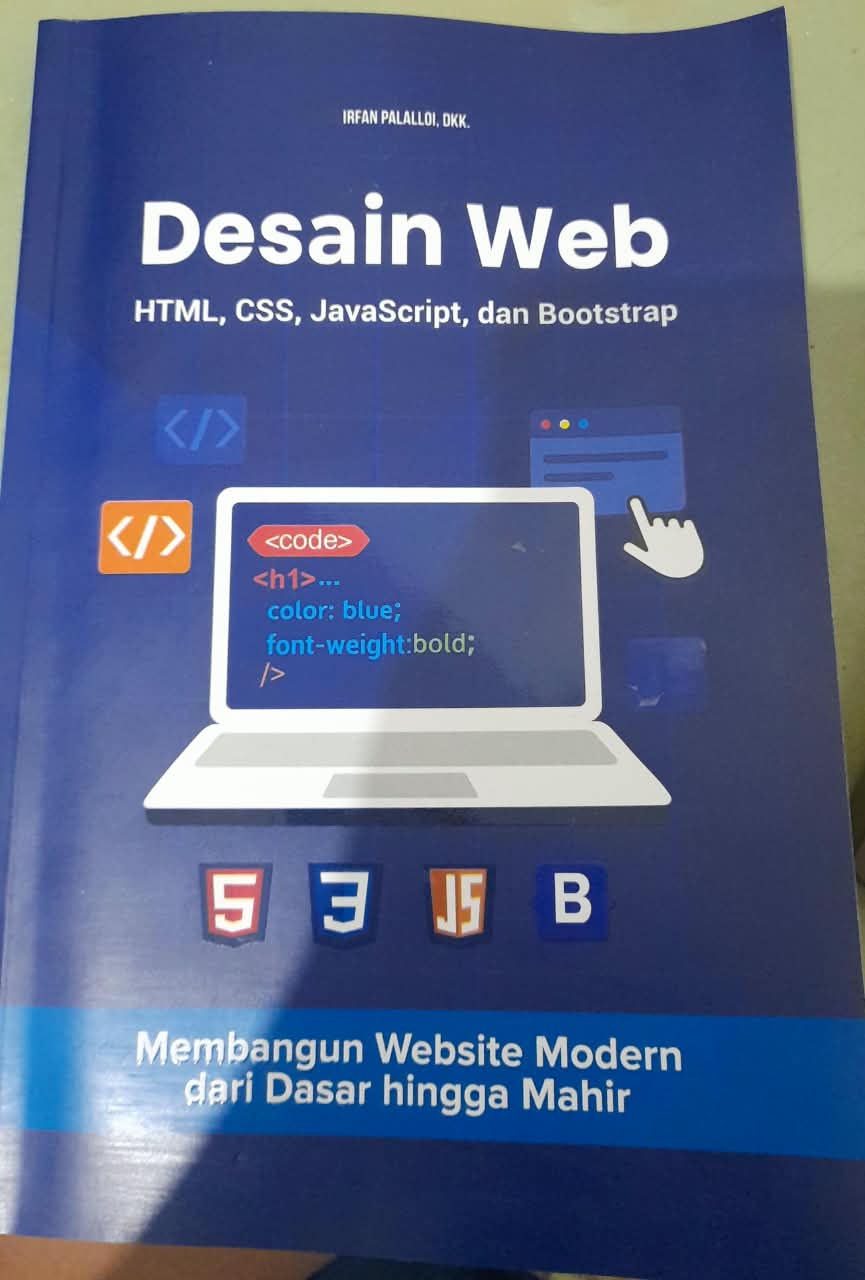 IRFAN PALALLOI, DKK.
Desain Web
HTML, CSS, JavaScript, dan Bootstrap
</>
</>
<code>
<h1>...
color: blue;
font-weight:bold;
/>
5
3
JS
B
Membangun Website Modern
dari Dasar hingga Mahir